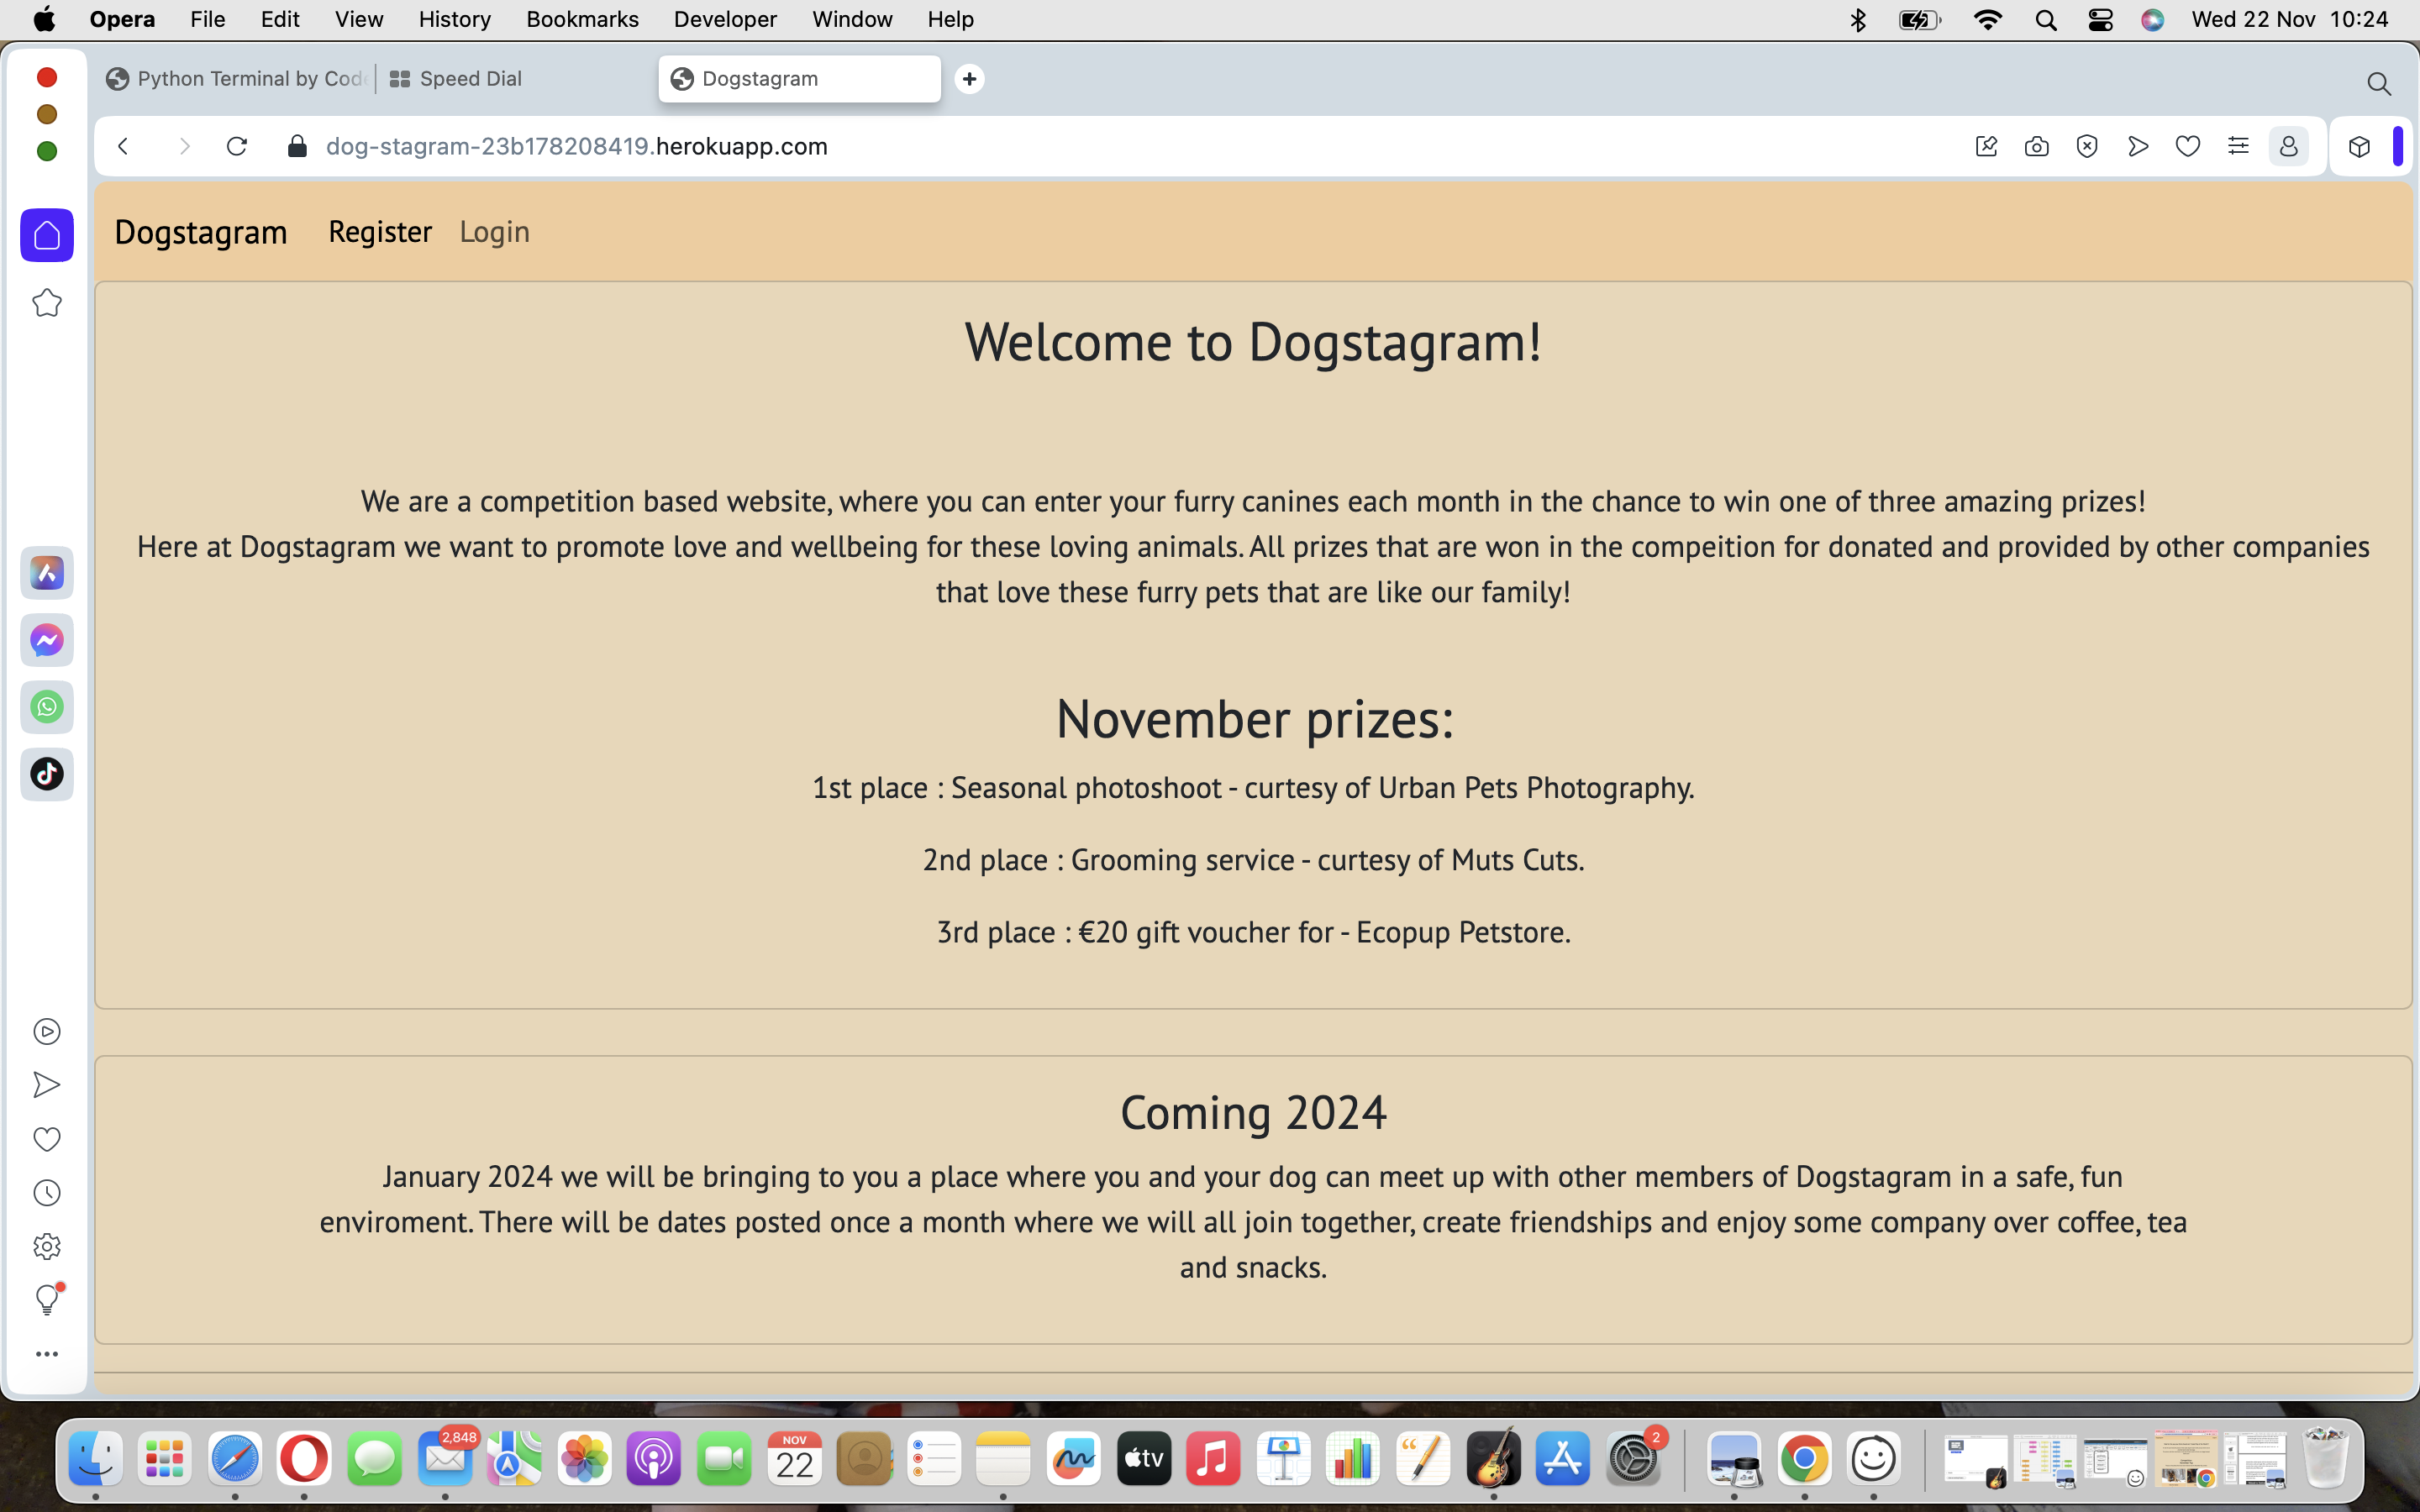 Opera File Edit View History Bookmarks Developer Window Help Wed 22 Nov 10:24
Python Terminal by Cod Speed Dial Dogstagram
dog-stagram-23b178208419.herokuapp.com
Dogstagram Register Login
Welcome to Dogstagram!
We are a competition based website, where you can enter your furry canines each month in the chance to win one of three amazing prizes!
Here at Dogstagram we want to promote love and wellbeing for these loving animals. All prizes that are won in the compeition for donated and provided by other companies
that love these furry pets that are like our family!
November prizes:
1st place : Seasonal photoshoot - curtesy of Urban Pets Photography.
2nd place : Grooming service - curtesy of Muts Cuts.
3rd place : €20 gift voucher for - Ecopup Petstore.
Coming 2024
January 2024 we will be bringing to you a place where you and your dog can meet up with other members of Dogstagram in a safe, fun
enviroment. There will be dates posted once a month where we will all join together, create friendships and enjoy some company over coffee, tea
and snacks.
2,848
NOV
22
tv
2